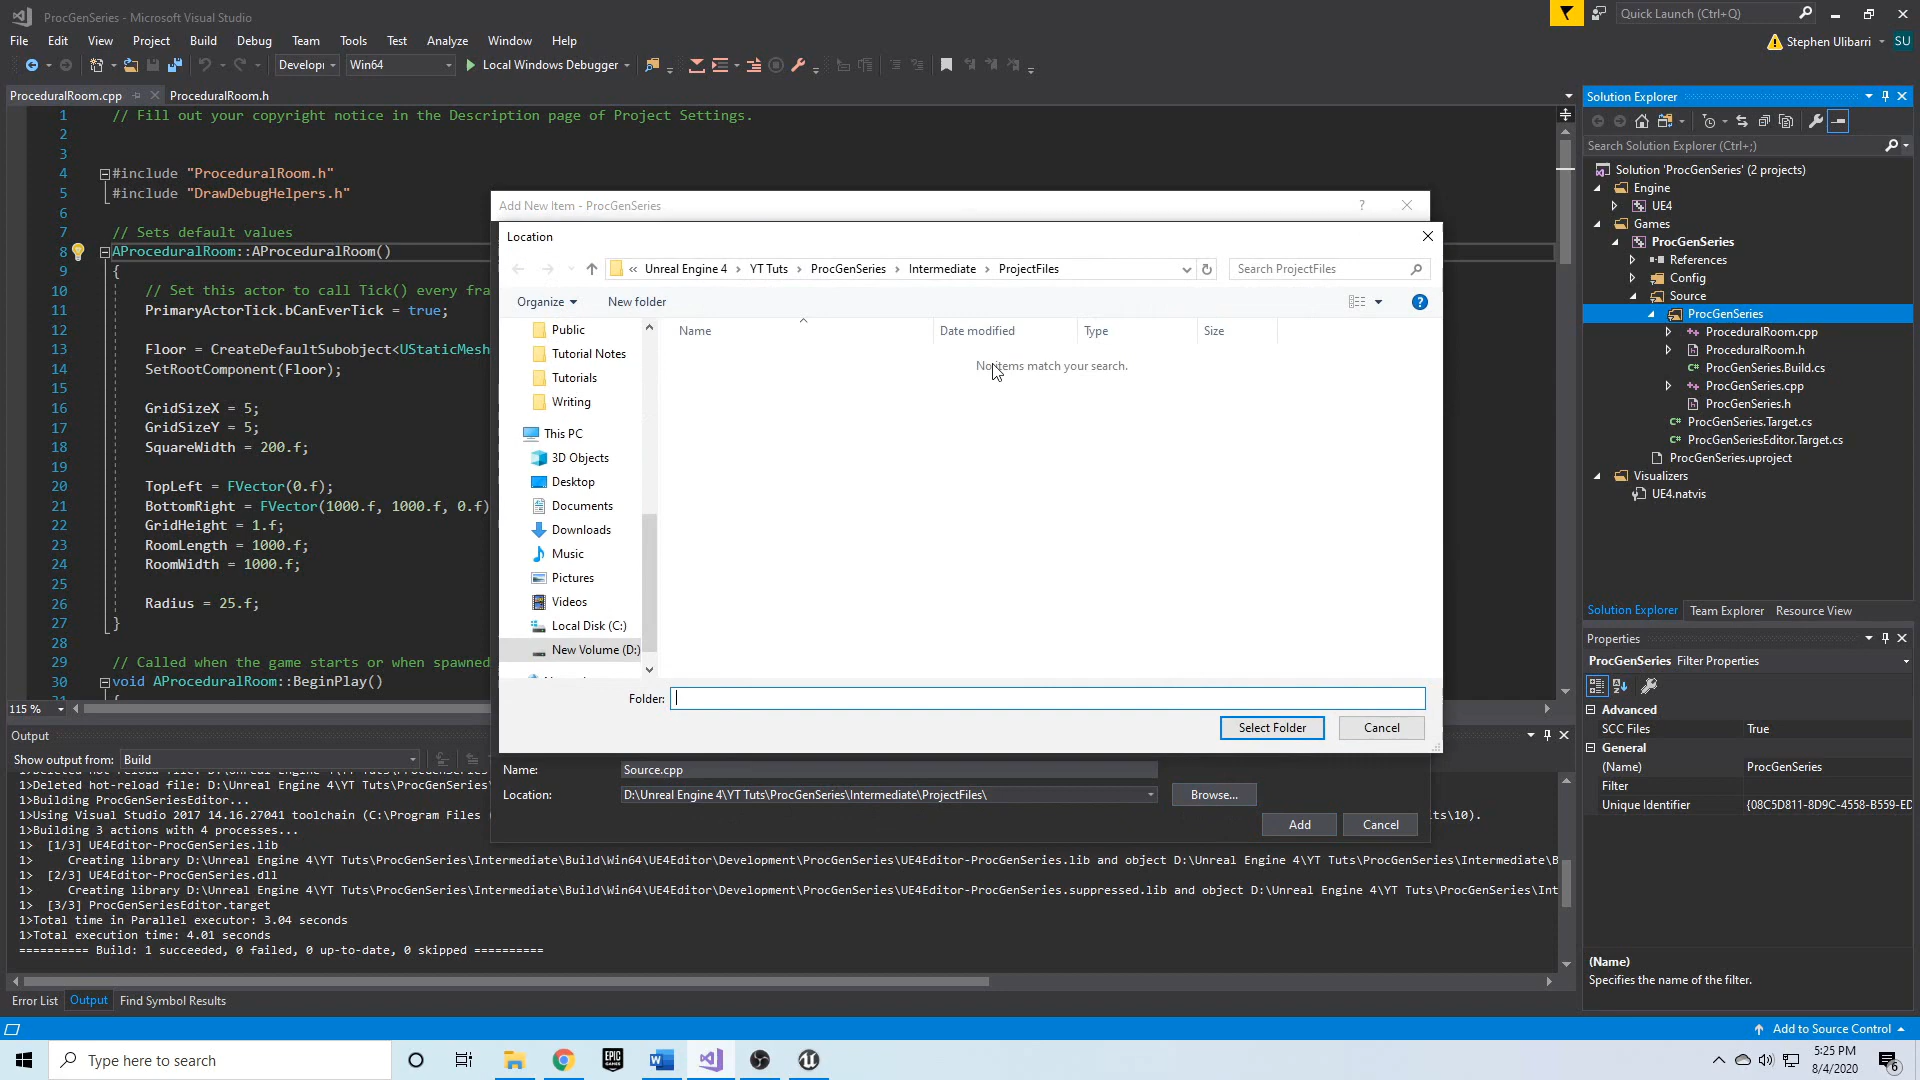 ProcGenSeries - Microsoft Visual Studio
Quick Launch (Ctrl+Q)
File Edit View Project Build Debug Team Tools Test Analyze Window Help
Stephen Ulibarri SU
Develop Win64 Local Windows Debugger
ProceduralRoom.cpp ProceduralRoom.h
1 // Fill out your copyright notice in the Description page of Project Settings.
2
3
4 #include "ProceduralRoom.h"
5 #include "DrawDebugHelpers.h"
6
7 // Sets default values
8 AProceduralRoom::AProceduralRoom()
9 {
10 // Set this actor to call Tick() every fra
11 PrimaryActorTick.bCanEverTick = true;
12
13 Floor = CreateDefaultSubobject<UStaticMesh
14 SetRootComponent(Floor);
15
16 GridSizeX = 5;
17 GridSizeY = 5;
18 SquareWidth = 200.f;
19
20 TopLeft = FVector(0.f);
21 BottomRight = FVector(1000.f, 1000.f, 0.f)
22 GridHeight = 1.f;
23 RoomLength = 1000.f;
24 RoomWidth = 1000.f;
25
26 Radius = 25.f;
27 }
28
29 // Called when the game starts or when spawned
30 void AProceduralRoom::BeginPlay()
115 %
Add New Item - ProcGenSeries ?
Location
« Unreal Engine 4 › YT Tuts › ProcGenSeries › Intermediate › ProjectFiles
Search ProjectFiles
Organize New folder
Name Date modified Type Size
No items match your search.
Public
Tutorial Notes
Tutorials
Writing
This PC
3D Objects
Desktop
Documents
Downloads
Music
Pictures
Videos
Local Disk (C:)
New Volume (D:)
Folder:
Select Folder Cancel
Name: Source.cpp
Location: D:\Unreal Engine 4\YT Tuts\ProcGenSeries\Intermediate\ProjectFiles\ Browse...
Add Cancel
Output
Show output from: Build
1>Deleted hot-reload file: D:\Unreal Engine 4\YT Tuts\ProcGenSeries
1>Building ProcGenSeriesEditor...
1>Using Visual Studio 2017 14.16.27041 toolchain (C:\Program Files ( ts\10).
1>Building 3 actions with 4 processes...
1> [1/3] UE4Editor-ProcGenSeries.lib
1> Creating library D:\Unreal Engine 4\YT Tuts\ProcGenSeries\Intermediate\Build\Win64\UE4Editor\Development\ProcGenSeries\UE4Editor-ProcGenSeries.lib and object D:\Unreal Engine 4\YT Tuts\ProcGenSeries\Intermediate\B
1> [2/3] UE4Editor-ProcGenSeries.dll
1> Creating library D:\Unreal Engine 4\YT Tuts\ProcGenSeries\Intermediate\Build\Win64\UE4Editor\Development\ProcGenSeries\UE4Editor-ProcGenSeries.suppressed.lib and object D:\Unreal Engine 4\YT Tuts\ProcGenSeries\Int
1> [3/3] ProcGenSeriesEditor.target
1>Total time in Parallel executor: 3.04 seconds
1>Total execution time: 4.01 seconds
========== Build: 1 succeeded, 0 failed, 0 up-to-date, 0 skipped ==========
Error List Output Find Symbol Results
Solution Explorer
Search Solution Explorer (Ctrl+;)
Solution 'ProcGenSeries' (2 projects)
Engine
UE4
Games
ProcGenSeries
References
Config
Source
ProcGenSeries
ProceduralRoom.cpp
ProceduralRoom.h
ProcGenSeries.Build.cs
ProcGenSeries.cpp
ProcGenSeries.h
ProcGenSeries.Target.cs
ProcGenSeriesEditor.Target.cs
ProcGenSeries.uproject
Visualizers
UE4.natvis
Solution Explorer Team Explorer Resource View
Properties
ProcGenSeries Filter Properties
Advanced
SCC Files True
General
(Name) ProcGenSeries
Filter
Unique Identifier {08C5D811-8D9C-4558-B559-ED
(Name)
Specifies the name of the filter.
Add to Source Control
Type here to search
EPIC GAMES
5:25 PM
8/4/2020
6